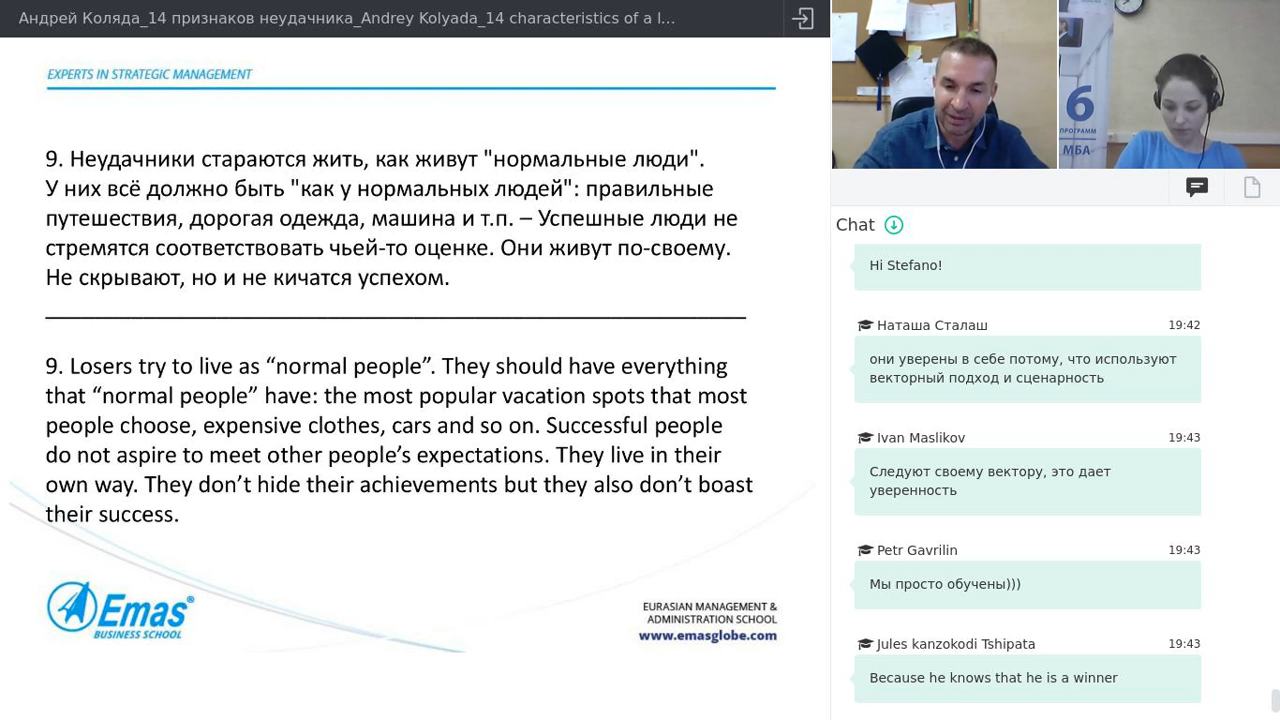 Андрей Коляда_14 признаков неудачника_Andrey Kolyada_14 characteristics of a l...
EXPERTS IN STRATEGIC MANAGEMENT
9. Неудачники стараются жить, как живут "нормальные люди".
У них всё должно быть "как у нормальных людей": правильные
путешествия, дорогая одежда, машина и т.п. – Успешные люди не
стремятся соответствовать чьей-то оценке. Они живут по-своему.
Не скрывают, но и не кичатся успехом.
9. Losers try to live as “normal people”. They should have everything
that “normal people” have: the most popular vacation spots that most
people choose, expensive clothes, cars and so on. Successful people
do not aspire to meet other people’s expectations. They live in their
own way. They don’t hide their achievements but they also don’t boast
their success.
Emas®
BUSINESS SCHOOL
EURASIAN MANAGEMENT &
ADMINISTRATION SCHOOL
www.emasglobe.com
6
ПРОГРАММ
МБА
Chat
Hi Stefano!
Наташа Сталаш 19:42
они уверены в себе потому, что используют
векторный подход и сценарность
Ivan Maslikov 19:43
Следуют своему вектору, это дает
уверенность
Petr Gavrilin 19:43
Мы просто обучены)))
Jules kanzokodi Tshipata 19:43
Because he knows that he is a winner